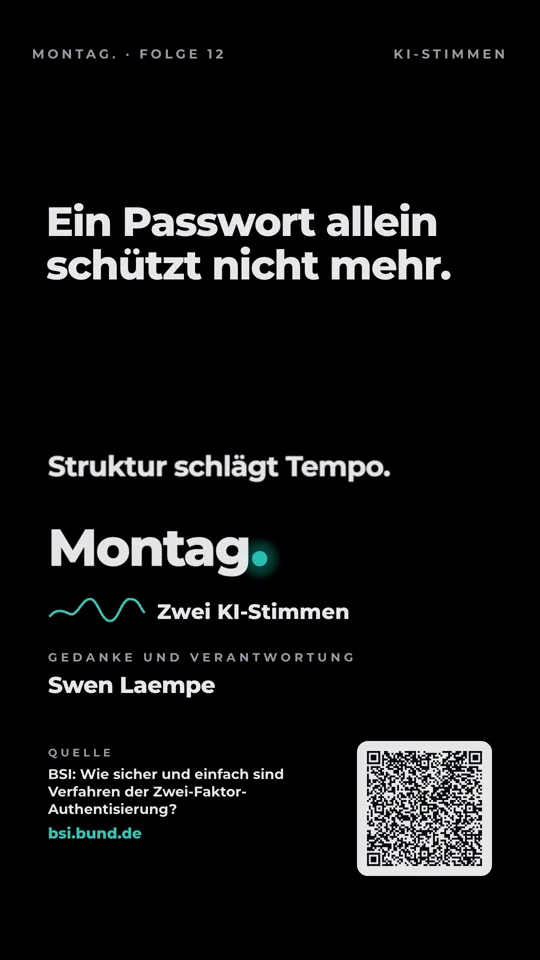 MONTAG. · FOLGE 12
KI-STIMMEN
Ein Passwort allein
schützt nicht mehr.
Struktur schlägt Tempo.
Montag.
Zwei KI-Stimmen
GEDANKE UND VERANTWORTUNG
Swen Laempe
QUELLE
BSI: Wie sicher und einfach sind
Verfahren der Zwei-Faktor-
Authentisierung?
bsi.bund.de